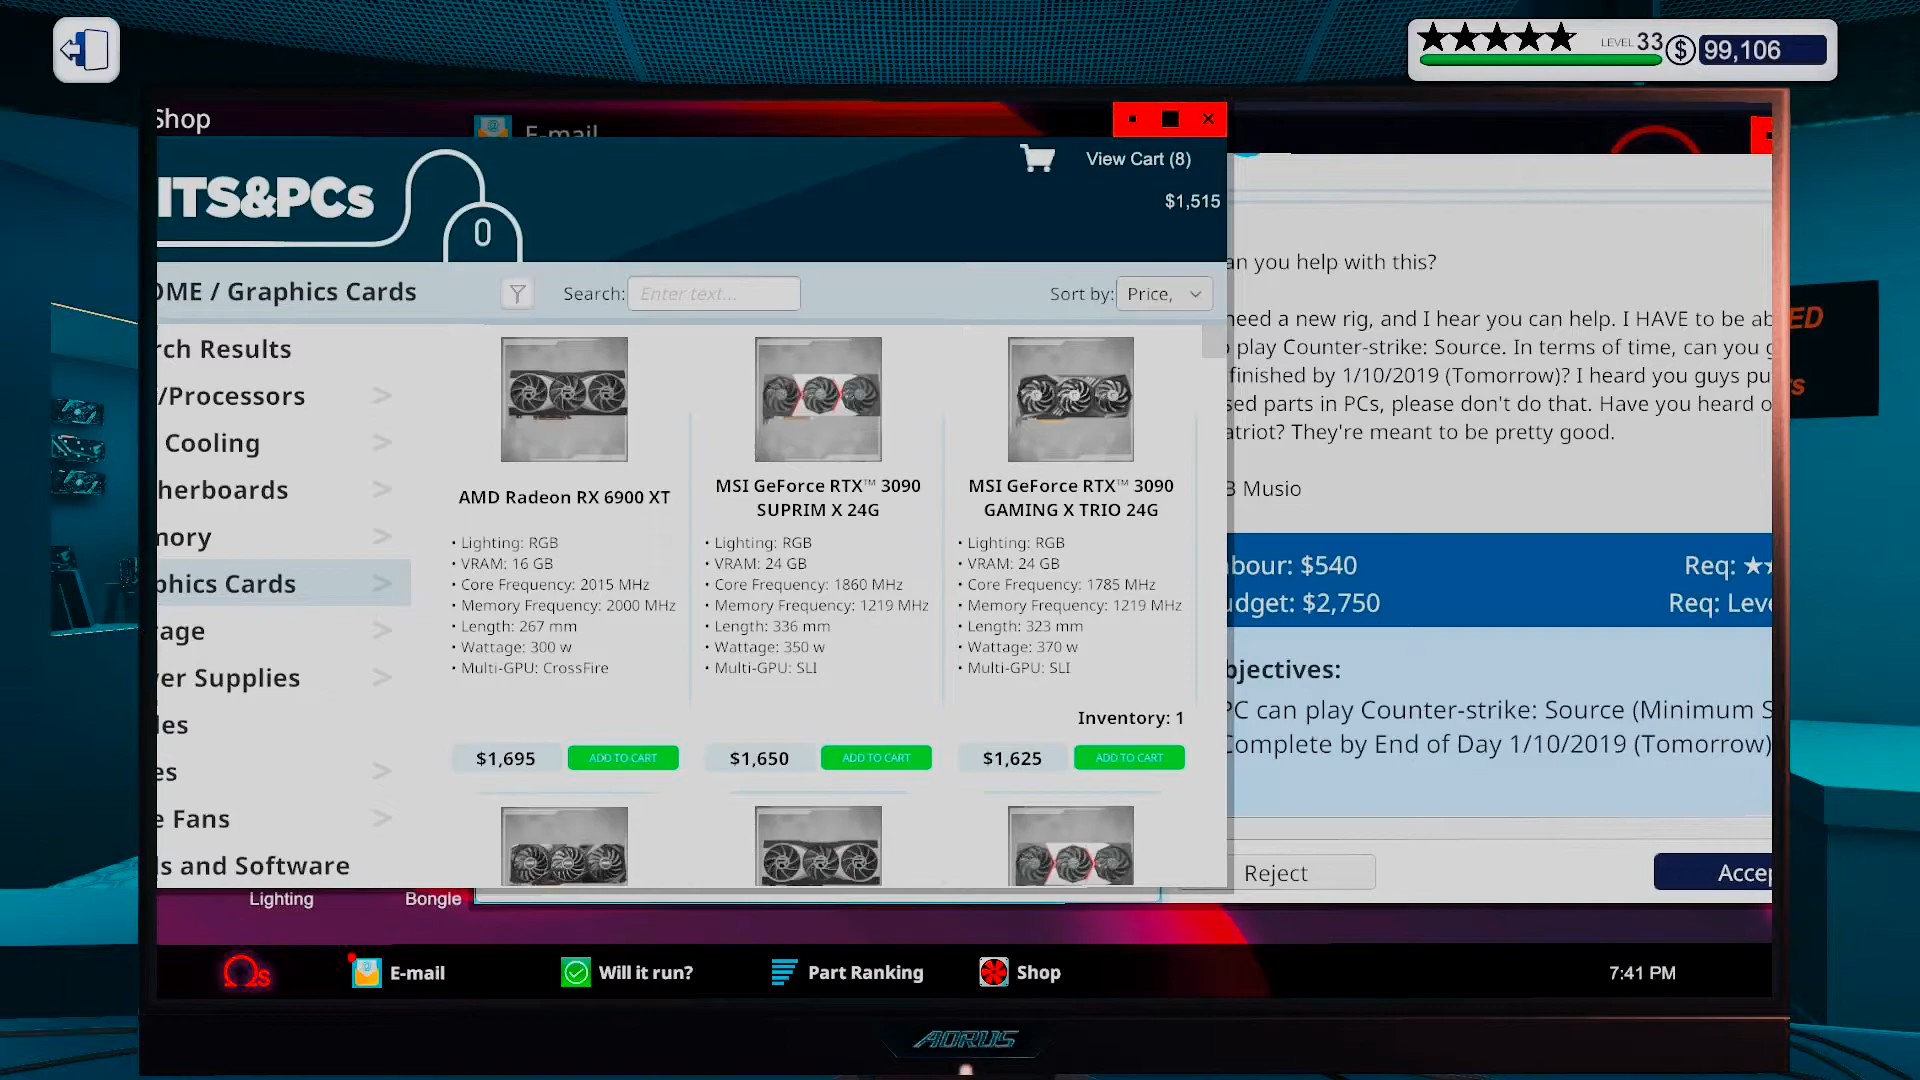 LEVEL 33
$ 99,106
Shop
E-mail
View Cart (8)
$1,515
ITS&PCs
OME / Graphics Cards
Search:
Enter text...
Sort by:
Price,
rch Results
/Processors
Cooling
herboards
mory
phics Cards
rage
er Supplies
les
es
e Fans
ls and Software
AMD Radeon RX 6900 XT
• Lighting: RGB
• VRAM: 16 GB
• Core Frequency: 2015 MHz
• Memory Frequency: 2000 MHz
• Length: 267 mm
• Wattage: 300 w
• Multi-GPU: CrossFire
$1,695
ADD TO CART
MSI GeForce RTX™ 3090
SUPRIM X 24G
• Lighting: RGB
• VRAM: 24 GB
• Core Frequency: 1860 MHz
• Memory Frequency: 1219 MHz
• Length: 336 mm
• Wattage: 350 w
• Multi-GPU: SLI
$1,650
ADD TO CART
MSI GeForce RTX™ 3090
GAMING X TRIO 24G
• Lighting: RGB
• VRAM: 24 GB
• Core Frequency: 1785 MHz
• Memory Frequency: 1219 MHz
• Length: 323 mm
• Wattage: 370 w
• Multi-GPU: SLI
Inventory: 1
$1,625
ADD TO CART
an you help with this?
need a new rig, and I hear you can help. I HAVE to be ab
play Counter-strike: Source. In terms of time, can you g
finished by 1/10/2019 (Tomorrow)? I heard you guys pu
sed parts in PCs, please don't do that. Have you heard o
atriot? They're meant to be pretty good.
B Musio
bour: $540
Req: ★★
udget: $2,750
Req: Leve
bjectives:
PC can play Counter-strike: Source (Minimum S
Complete by End of Day 1/10/2019 (Tomorrow)
Reject
Accep
ED
s
Lighting
Bongle
Ωs
E-mail
Will it run?
Part Ranking
Shop
7:41 PM
AORUS